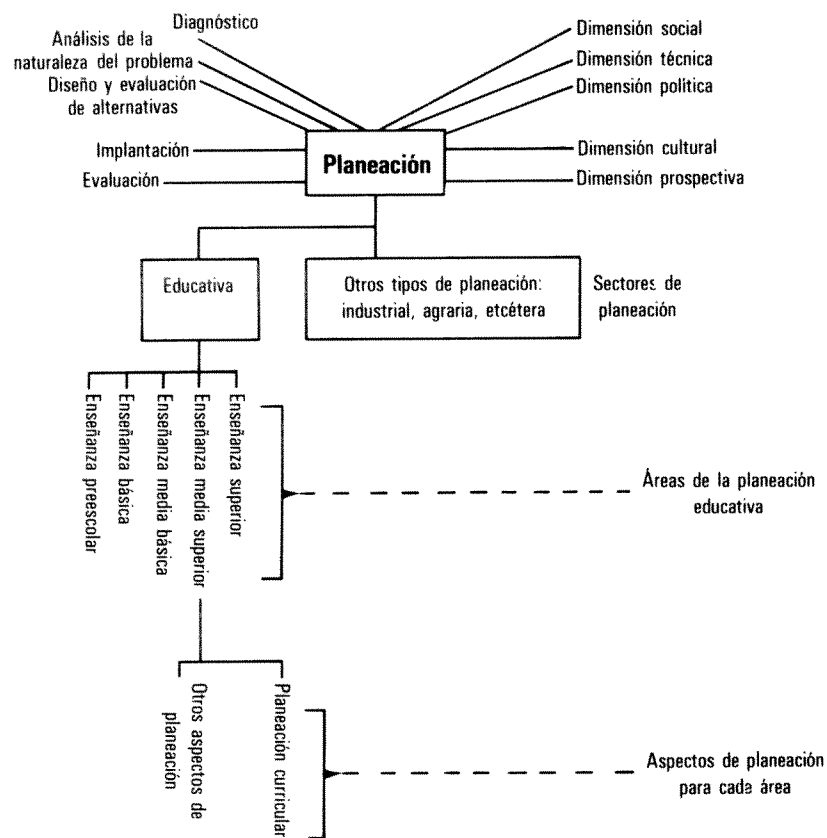 Diagnóstico
Análisis de la
naturaleza del problema
Diseño y evaluación
de alternativas
Implantación
Evaluación
Dimensión social
Dimensión técnica
Dimensión política
Dimensión cultural
Dimensión prospectiva
Planeación
Educativa
Otros tipos de planeación:
industrial, agraria, etcétera
Sectores de
planeación
Enseñanza preescolar
Enseñanza básica
Enseñanza media básica
Enseñanza media superior
Enseñanza superior
Áreas de la planeación
educativa
Otros aspectos de
planeación
Planeación curricular
Aspectos de planeación
para cada área